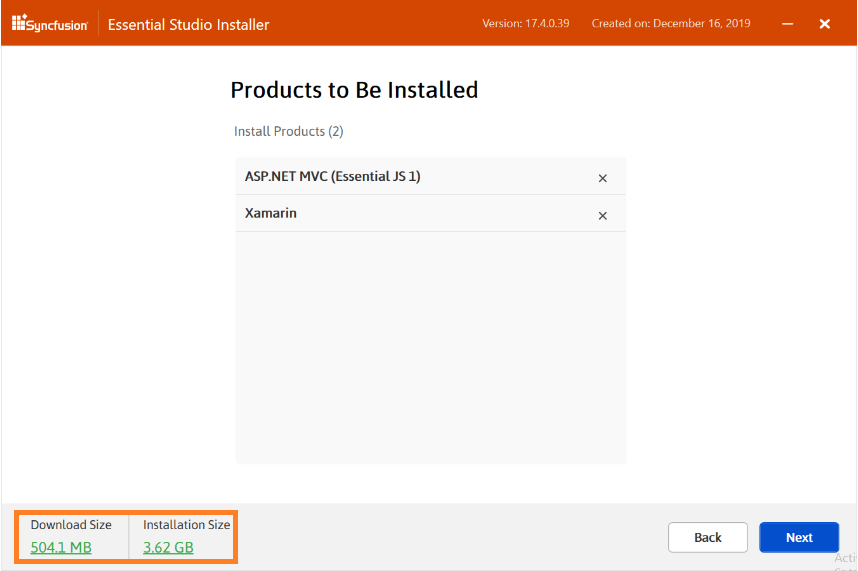 Syncfusion
Essential Studio Installer
Version: 17.4.0.39
Created on: December 16, 2019
Products to Be Installed
Install Products (2)
ASP.NET MVC (Essential JS 1)
Xamarin
Download Size
Installation Size
504.1 MB
3.62 GB
Back
Next